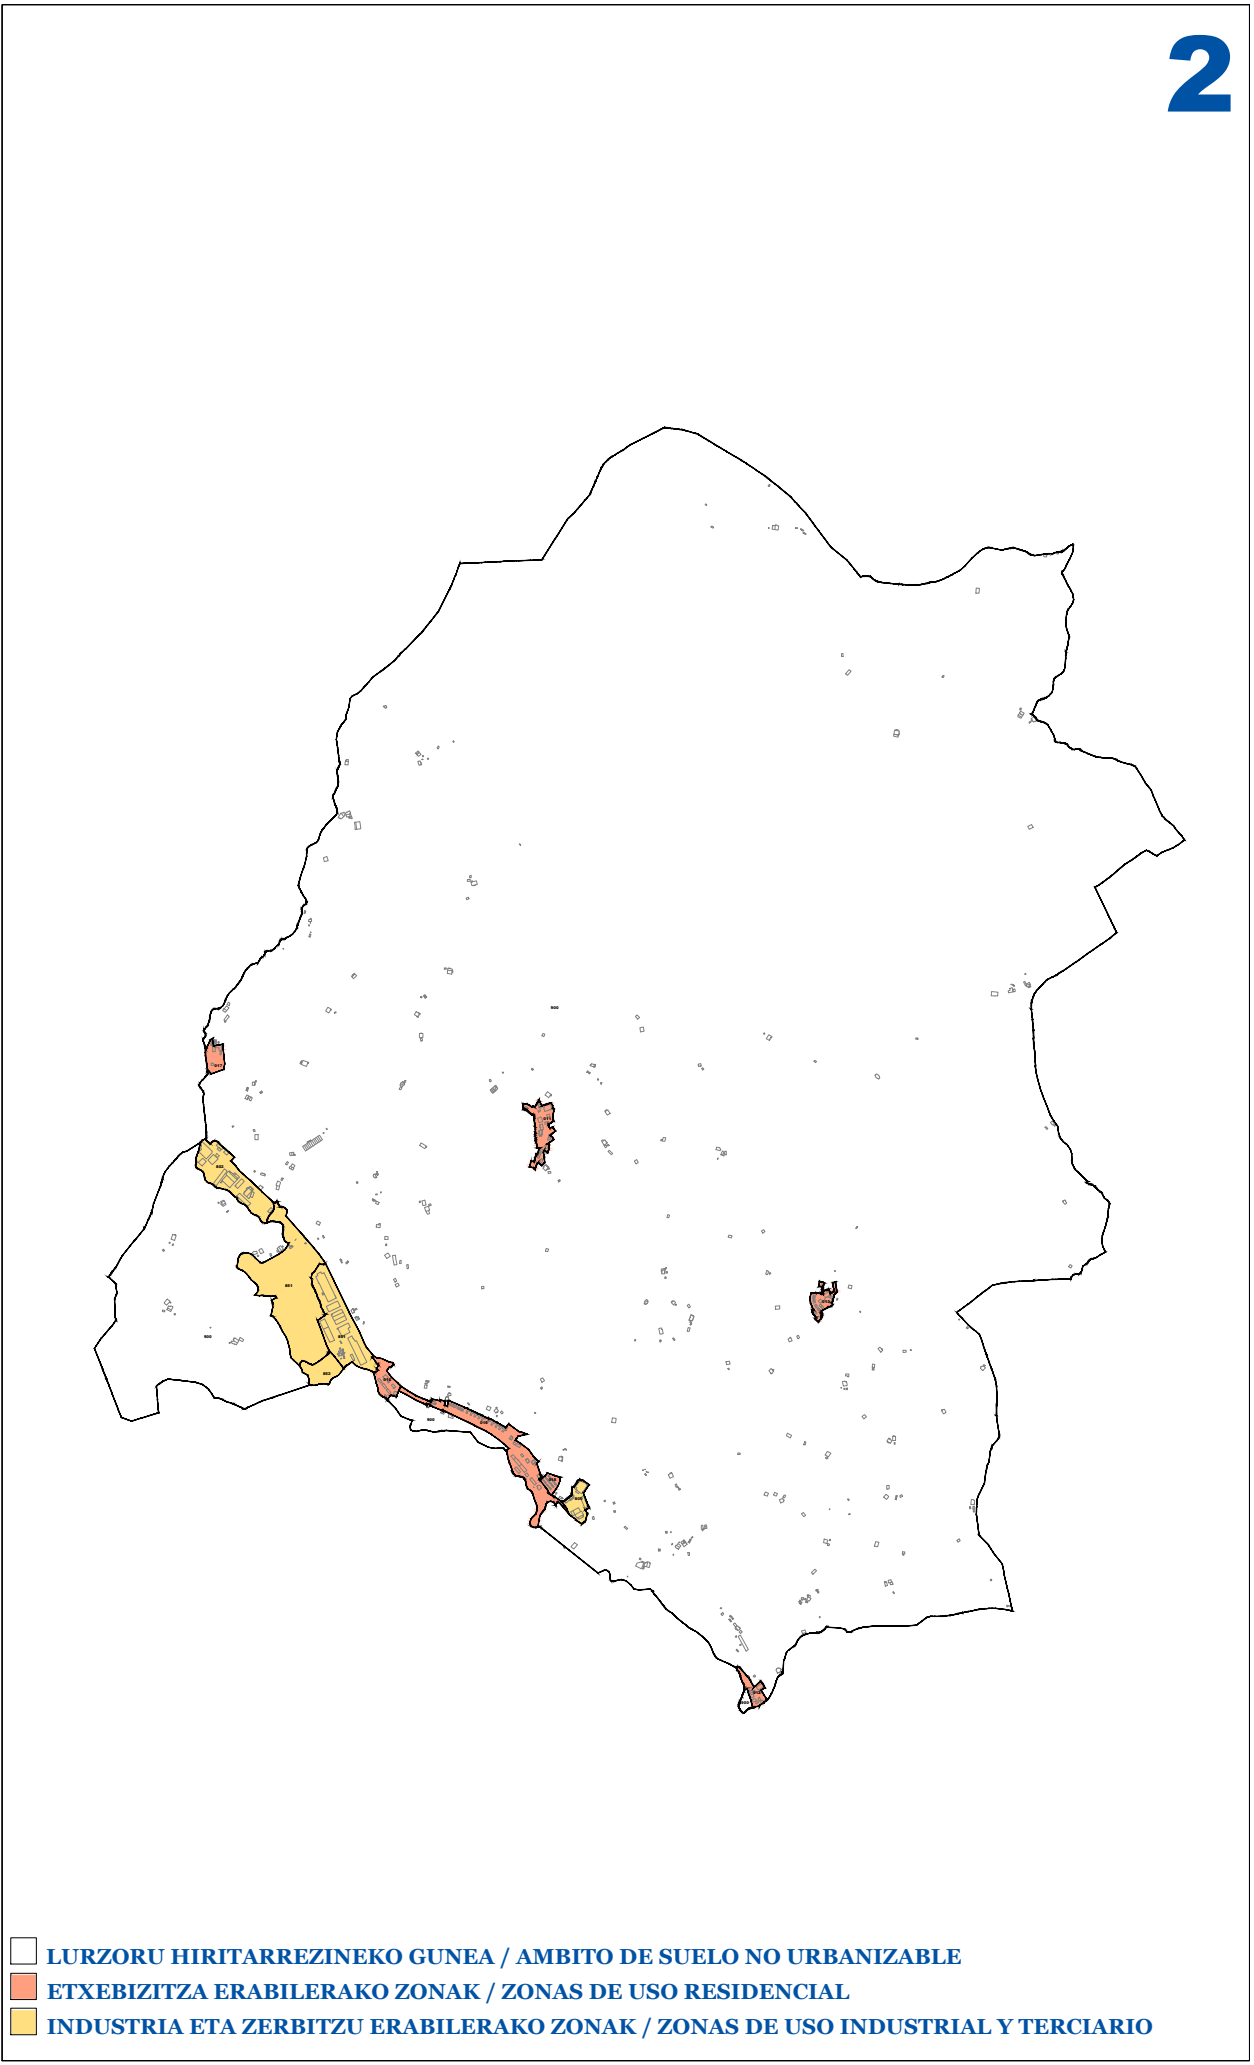 2
900
LURZORU HIRITARREZINEKO GUNEA / AMBITO DE SUELO NO URBANIZABLE
ETXEBIZITZA ERABILERAKO ZONAK / ZONAS DE USO RESIDENCIAL
INDUSTRIA ETA ZERBITZU ERABILERAKO ZONAK / ZONAS DE USO INDUSTRIAL Y TERCIARIO